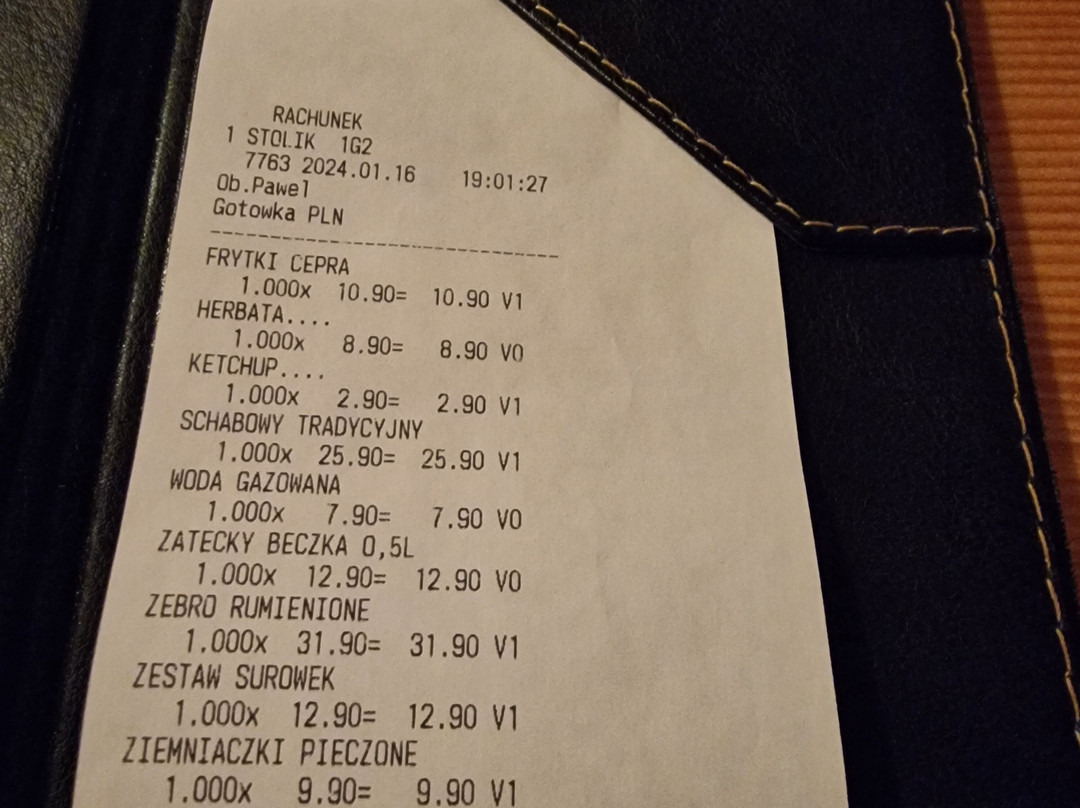 RACHUNEK
1 STOLIK 1G2
7763 2024.01.16 19:01:27
Ob.Pawel
Gotowka PLN
--------------------------------
FRYTKI CEPRA
1.000x 10.90= 10.90 V1
HERBATA....
1.000x 8.90= 8.90 V0
KETCHUP....
1.000x 2.90= 2.90 V1
SCHABOWY TRADYCYJNY
1.000x 25.90= 25.90 V1
WODA GAZOWANA
1.000x 7.90= 7.90 V0
ZATECKY BECZKA 0,5L
1.000x 12.90= 12.90 V0
ZEBRO RUMIENIONE
1.000x 31.90= 31.90 V1
ZESTAW SUROWEK
1.000x 12.90= 12.90 V1
ZIEMNIACZKI PIECZONE
1.000x 9.90= 9.90 V1